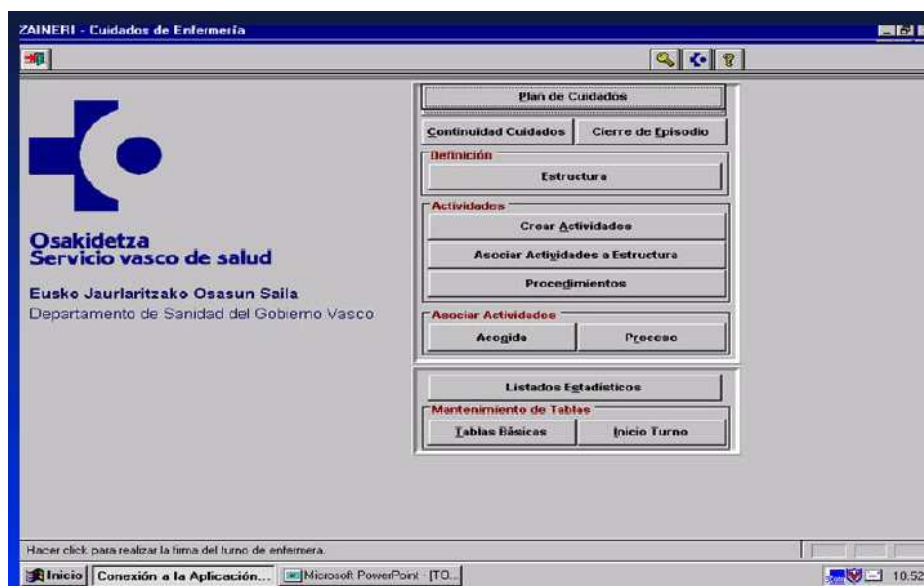 ZAINERI - Cuidados de Enfermería
?
Plan de Cuidados
Continuidad Cuidados Cierre de Episodio
Definición
Estructura
Actividades
Crear Actividades
Asociar Actividades a Estructura
Procedimientos
Asociar Actividades
Acogida Proceso
Listados Estadísticos
Mantenimiento de Tablas
Tablas Básicas Inicio Turno
Osakidetza
Servicio vasco de salud
Eusko Jaurlaritzako Osasun Saila
Departamento de Sanidad del Gobierno Vasco
Hacer click para realizar la firma del turno de enfermera.
Inicio Conexión a la Aplicación... Microsoft PowerPoint - [TO... 10:52